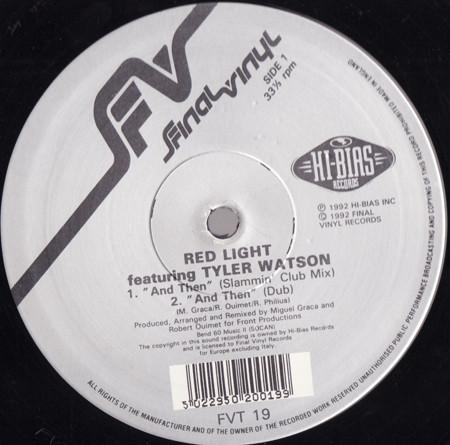 FV
final vinyl
SIDE 1
33⅓ rpm
HI-BIAS
RECORDS
℗ 1992 HI-BIAS INC
© 1992 FINAL
VINYL RECORDS
RED LIGHT
featuring TYLER WATSON
1. "And Then" (Slammin' Club Mix)
2. "And Then" (Dub)
(M. Graca/R. Ouimet/R. Philius)
Produced, Arranged and Remixed by Miguel Graca and
Robert Ouimet for Front Productions
Bend 60 Music II (SOCAN)
The copyright in this sound recording is owned by Hi-Bias Records
and is licensed to Final Vinyl Records
for Europe excluding Italy.
5 022950 200199
FVT 19
ALL RIGHTS OF THE MANUFACTURER AND OF THE OWNER OF THE RECORDED WORK RESERVED UNAUTHORISED PUBLIC PERFORMANCE BROADCASTING AND COPYING OF THIS RECORD PROHIBITED MADE IN ENGLAND